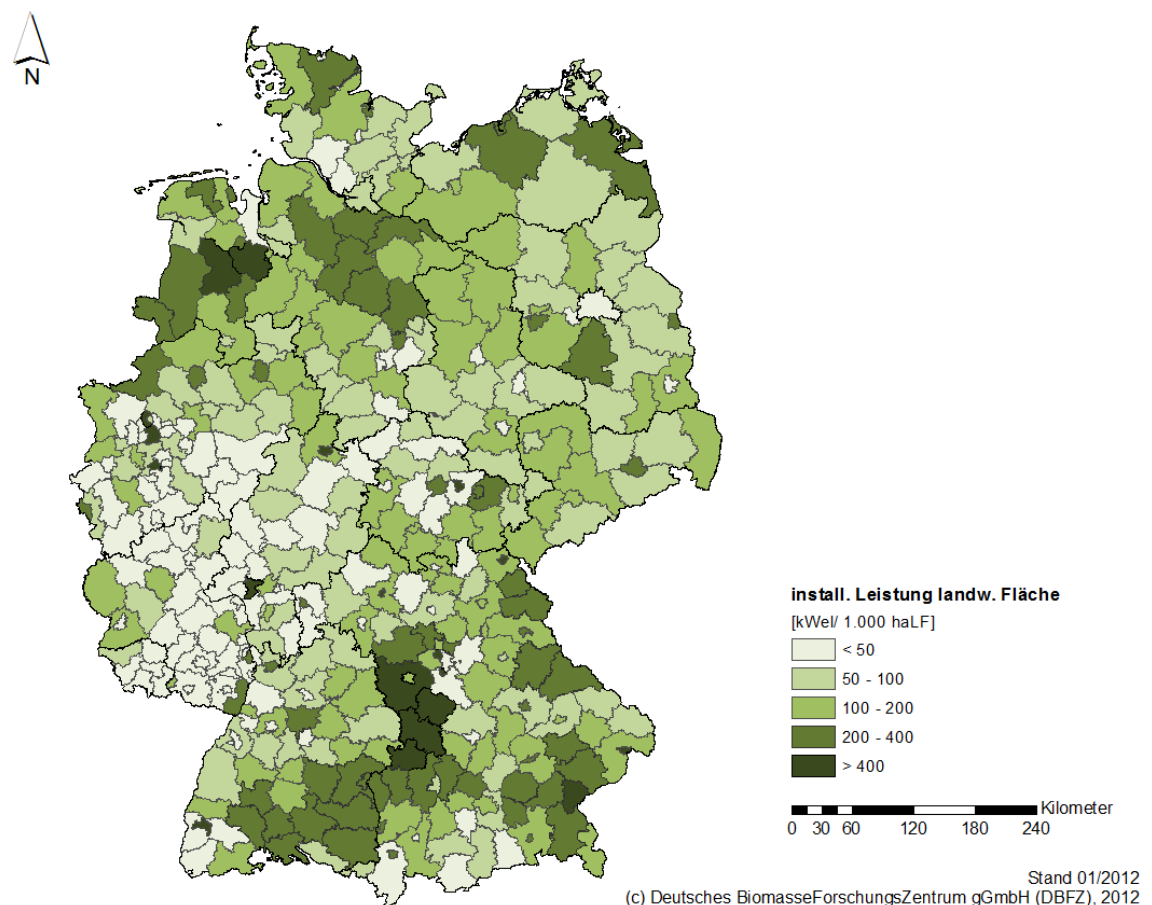 N
install. Leistung landw. Fläche
[kWel/ 1.000 haLF]
< 50
50 - 100
100 - 200
200 - 400
> 400
Kilometer
0 30 60 120 180 240
Stand 01/2012
(c) Deutsches BiomasseForschungsZentrum gGmbH (DBFZ), 2012